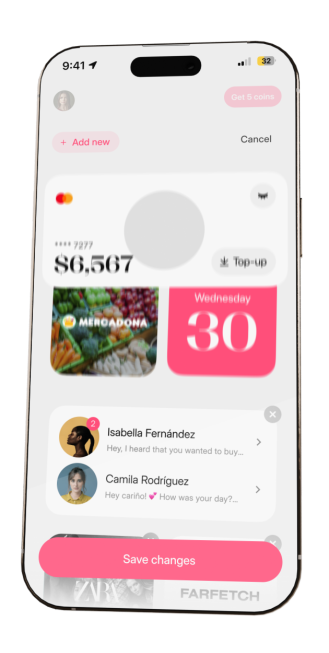 9:41
32
Get 5 coins
+ Add new
Cancel
**** 7277
$6,567
Top-up
MERCADONA
Wednesday
30
2
Isabella Fernández
Hey, I heard that you wanted to buy...
Camila Rodríguez
Hey cariño! 💕 How was your day?...
Save changes
FARFETCH